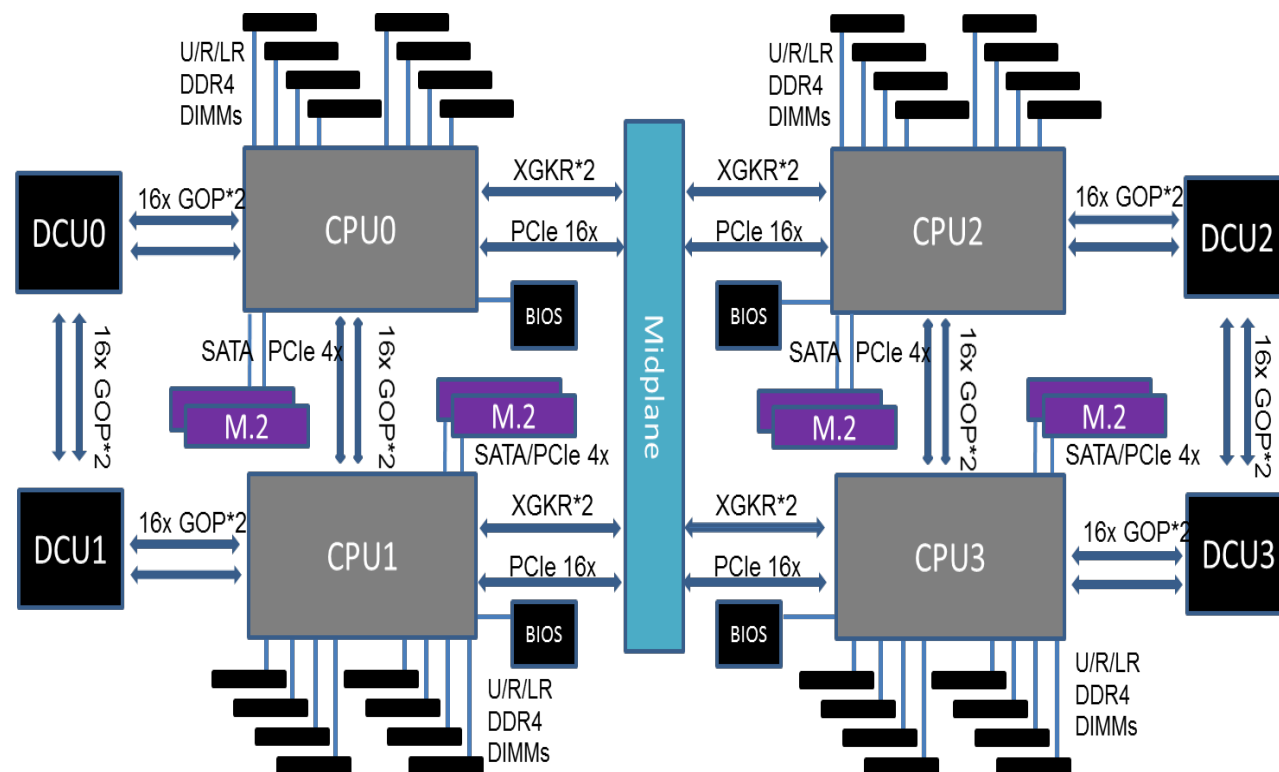 U/R/LR
DDR4
DIMMs
U/R/LR
DDR4
DIMMs
XGKR*2
XGKR*2
16x GOP*2
CPU0
CPU2
16x GOP*2
DCU0
DCU2
PCIe 16x
PCIe 16x
BIOS
BIOS
Midplane
16x GOP*2
SATA
PCIe 4x
16x GOP*2
SATA
PCIe 4x
16x GOP*2
16x GOP*2
M.2
M.2
M.2
M.2
SATA/PCIe 4x
SATA/PCIe 4x
XGKR*2
XGKR*2
16x GOP*2
CPU1
CPU3
16x GOP*2
DCU1
DCU3
PCIe 16x
PCIe 16x
BIOS
BIOS
U/R/LR
DDR4
DIMMs
U/R/LR
DDR4
DIMMs